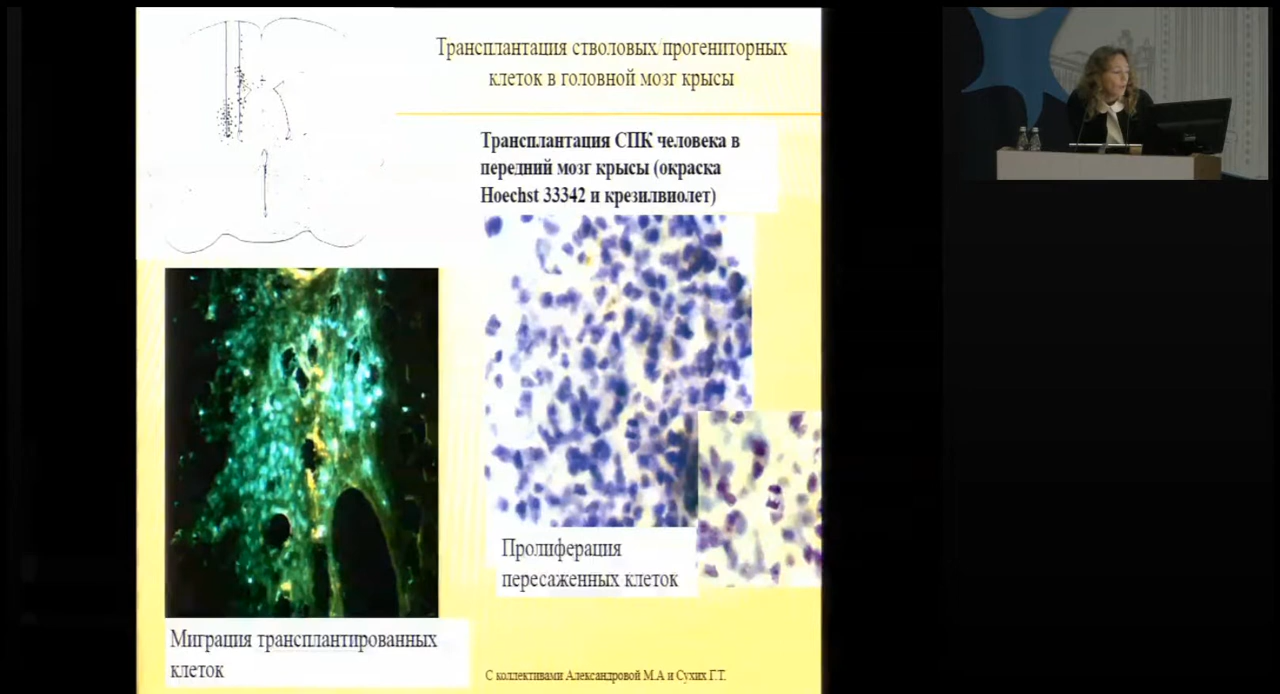 Трансплантация стволовых/прогениторных
клеток в головной мозг крысы
Трансплантация СПК человека в
передний мозг крысы (окраска
Hoechst 33342 и крезилвиолет)
Пролиферация
пересаженных клеток
Миграция трансплантированных
клеток
С коллективами Александровой М.А и Сухих Г.Т.